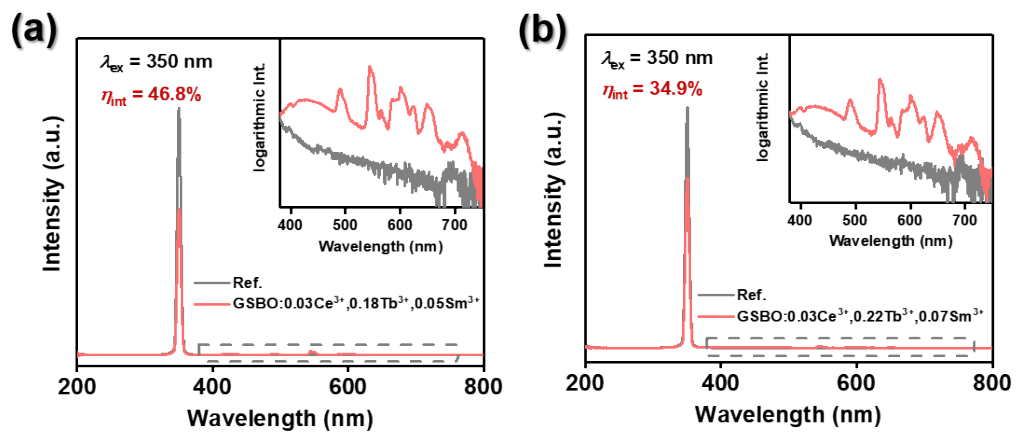 (a)
λex = 350 nm
ηint = 46.8%
logarithmic Int.
400 500 600 700
Wavelength (nm)
Intensity (a.u.)
Ref.
GSBO:0.03Ce³⁺,0.18Tb³⁺,0.05Sm³⁺
200 400 600 800
Wavelength (nm)
(b)
λex = 350 nm
ηint = 34.9%
logarithmic Int.
400 500 600 700
Wavelength (nm)
Intensity (a.u.)
Ref.
GSBO:0.03Ce³⁺,0.22Tb³⁺,0.07Sm³⁺
200 400 600 800
Wavelength (nm)